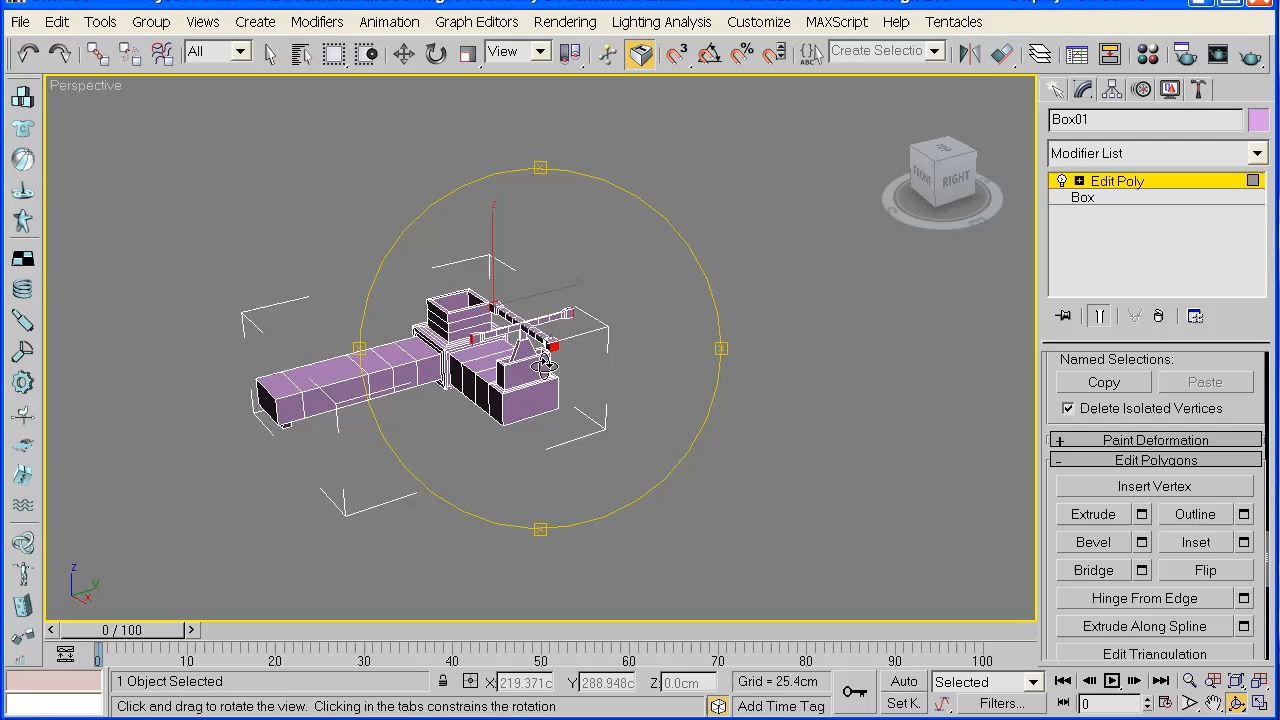 File Edit Tools Group Views Create Modifiers Animation Graph Editors Rendering Lighting Analysis Customize MAXScript Help Tentacles
All View 3 Create Selectio
Perspective
Box01
Modifier List
Edit Poly
Box
TOP
FRONT RIGHT
z
y
Named Selections:
Copy Paste
Delete Isolated Vertices
+ Paint Deformation
- Edit Polygons
Insert Vertex
Extrude Outline
Bevel Inset
Bridge Flip
Hinge From Edge
Extrude Along Spline
Edit Triangulation
z
y
x
< 0 / 100 >
0 10 20 30 40 50 60 70 80 90 100
1 Object Selected X: 219.371c Y: 288.948c Z: 0.0cm Grid = 25.4cm Auto Selected
Click and drag to rotate the view. Clicking in the tabs constrains the rotation Add Time Tag Set K. Filters... 0